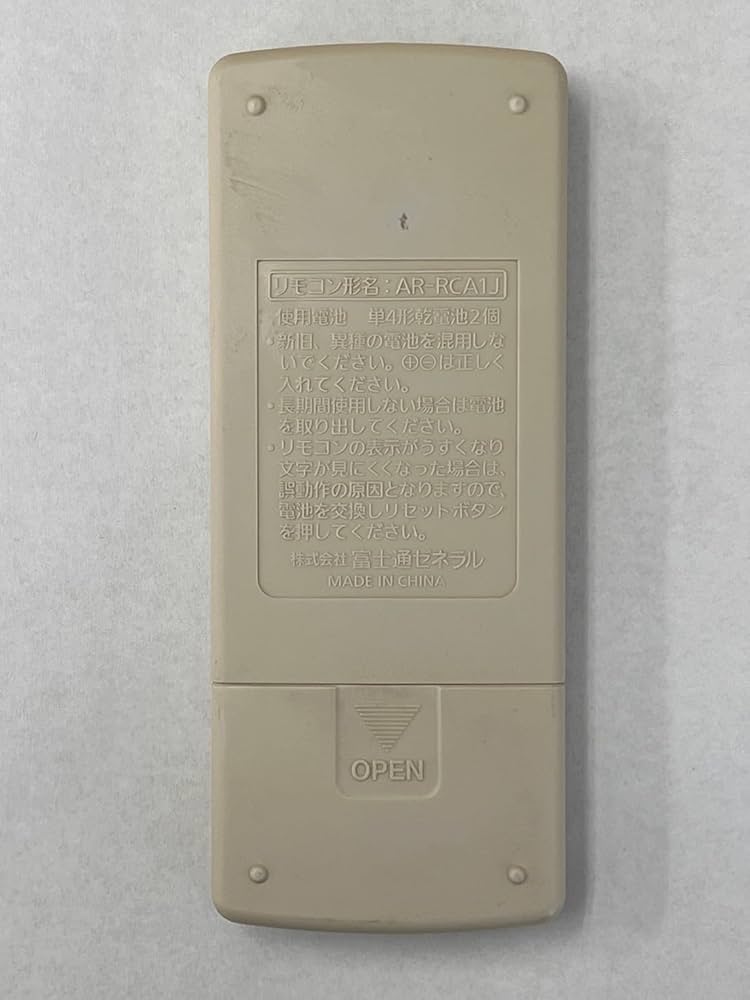 リモコン形名：AR-RCA1J
使用電池　単4形乾電池2個
・新旧、異種の電池を混用しな
いでください。⊕⊖は正しく
入れてください。
・長期間使用しない場合は電池
を取り出してください。
・リモコンの表示がうすくなり
文字が見にくくなった場合は、
誤動作の原因となりますので、
電池を交換しリセットボタン
を押してください。
株式会社 富士通ゼネラル
MADE IN CHINA
OPEN